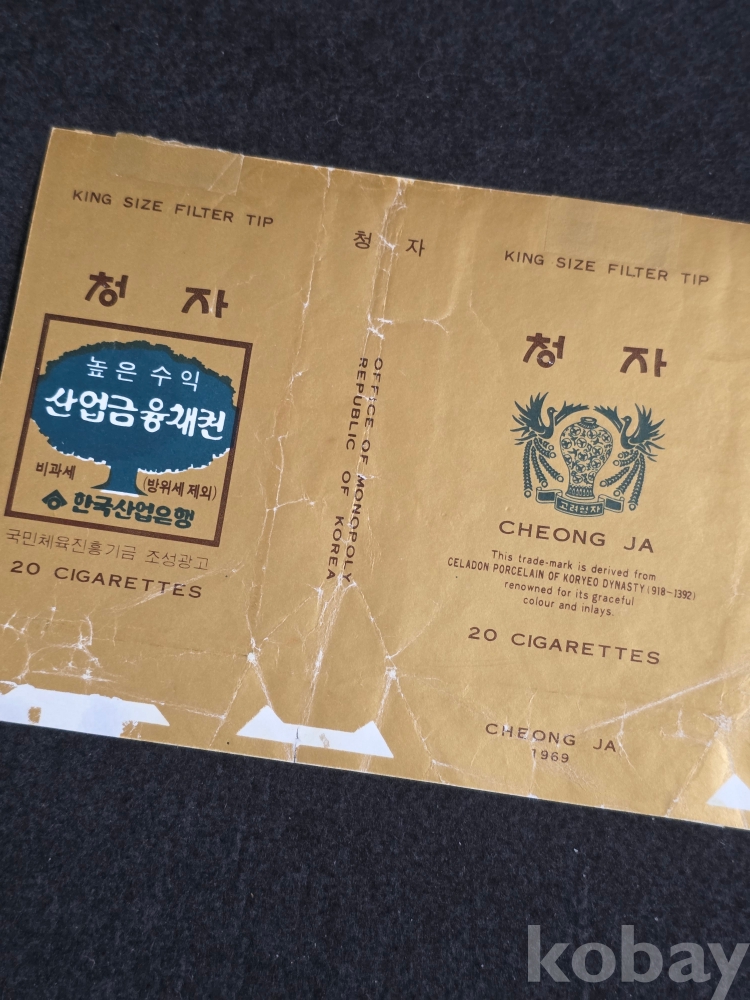 KING SIZE FILTER TIP
청 자
높은 수익
산업금융채권
비과세
(방위세 제외)
한국산업은행
국민체육진흥기금 조성광고
20 CIGARETTES
청 자
OFFICE OF MONOPOLY
REPUBLIC OF KOREA
KING SIZE FILTER TIP
청 자
고려청자
CHEONG JA
This trade-mark is derived from
CELADON PORCELAIN OF KORYEO DYNASTY (918-1392)
renowned for its graceful
colour and inlays.
20 CIGARETTES
CHEONG JA
1969
kobay